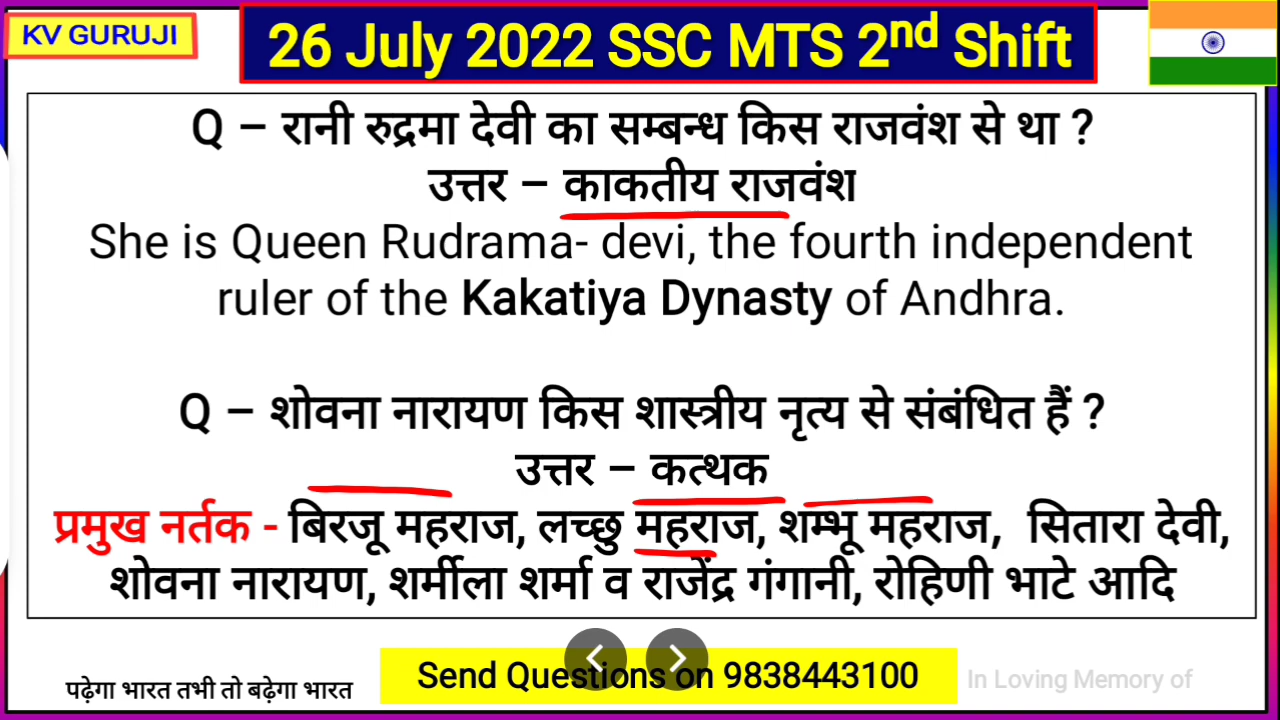 KV GURUJI
26 July 2022 SSC MTS 2nd Shift
Q – रानी रुद्रमा देवी का सम्बन्ध किस राजवंश से था ?
उत्तर – काकतीय राजवंश
She is Queen Rudrama- devi, the fourth independent
ruler of the Kakatiya Dynasty of Andhra.
Q – शोवना नारायण किस शास्त्रीय नृत्य से संबंधित हैं ?
उत्तर – कत्थक
प्रमुख नर्तक - बिरजू महराज, लच्छु महराज, शम्भू महराज, सितारा देवी,
शोवना नारायण, शर्मीला शर्मा व राजेंद्र गंगानी, रोहिणी भाटे आदि
पढ़ेगा भारत तभी तो बढ़ेगा भारत
Send Questions on 9838443100
In Loving Memory of